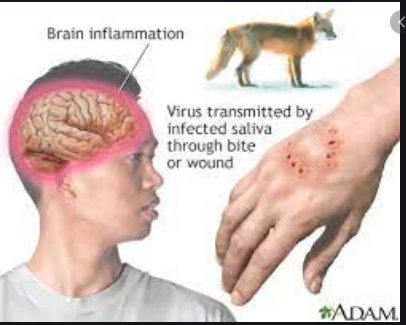 Brain inflammation
Virus transmitted by
infected saliva
through bite
or wound
ADAM.